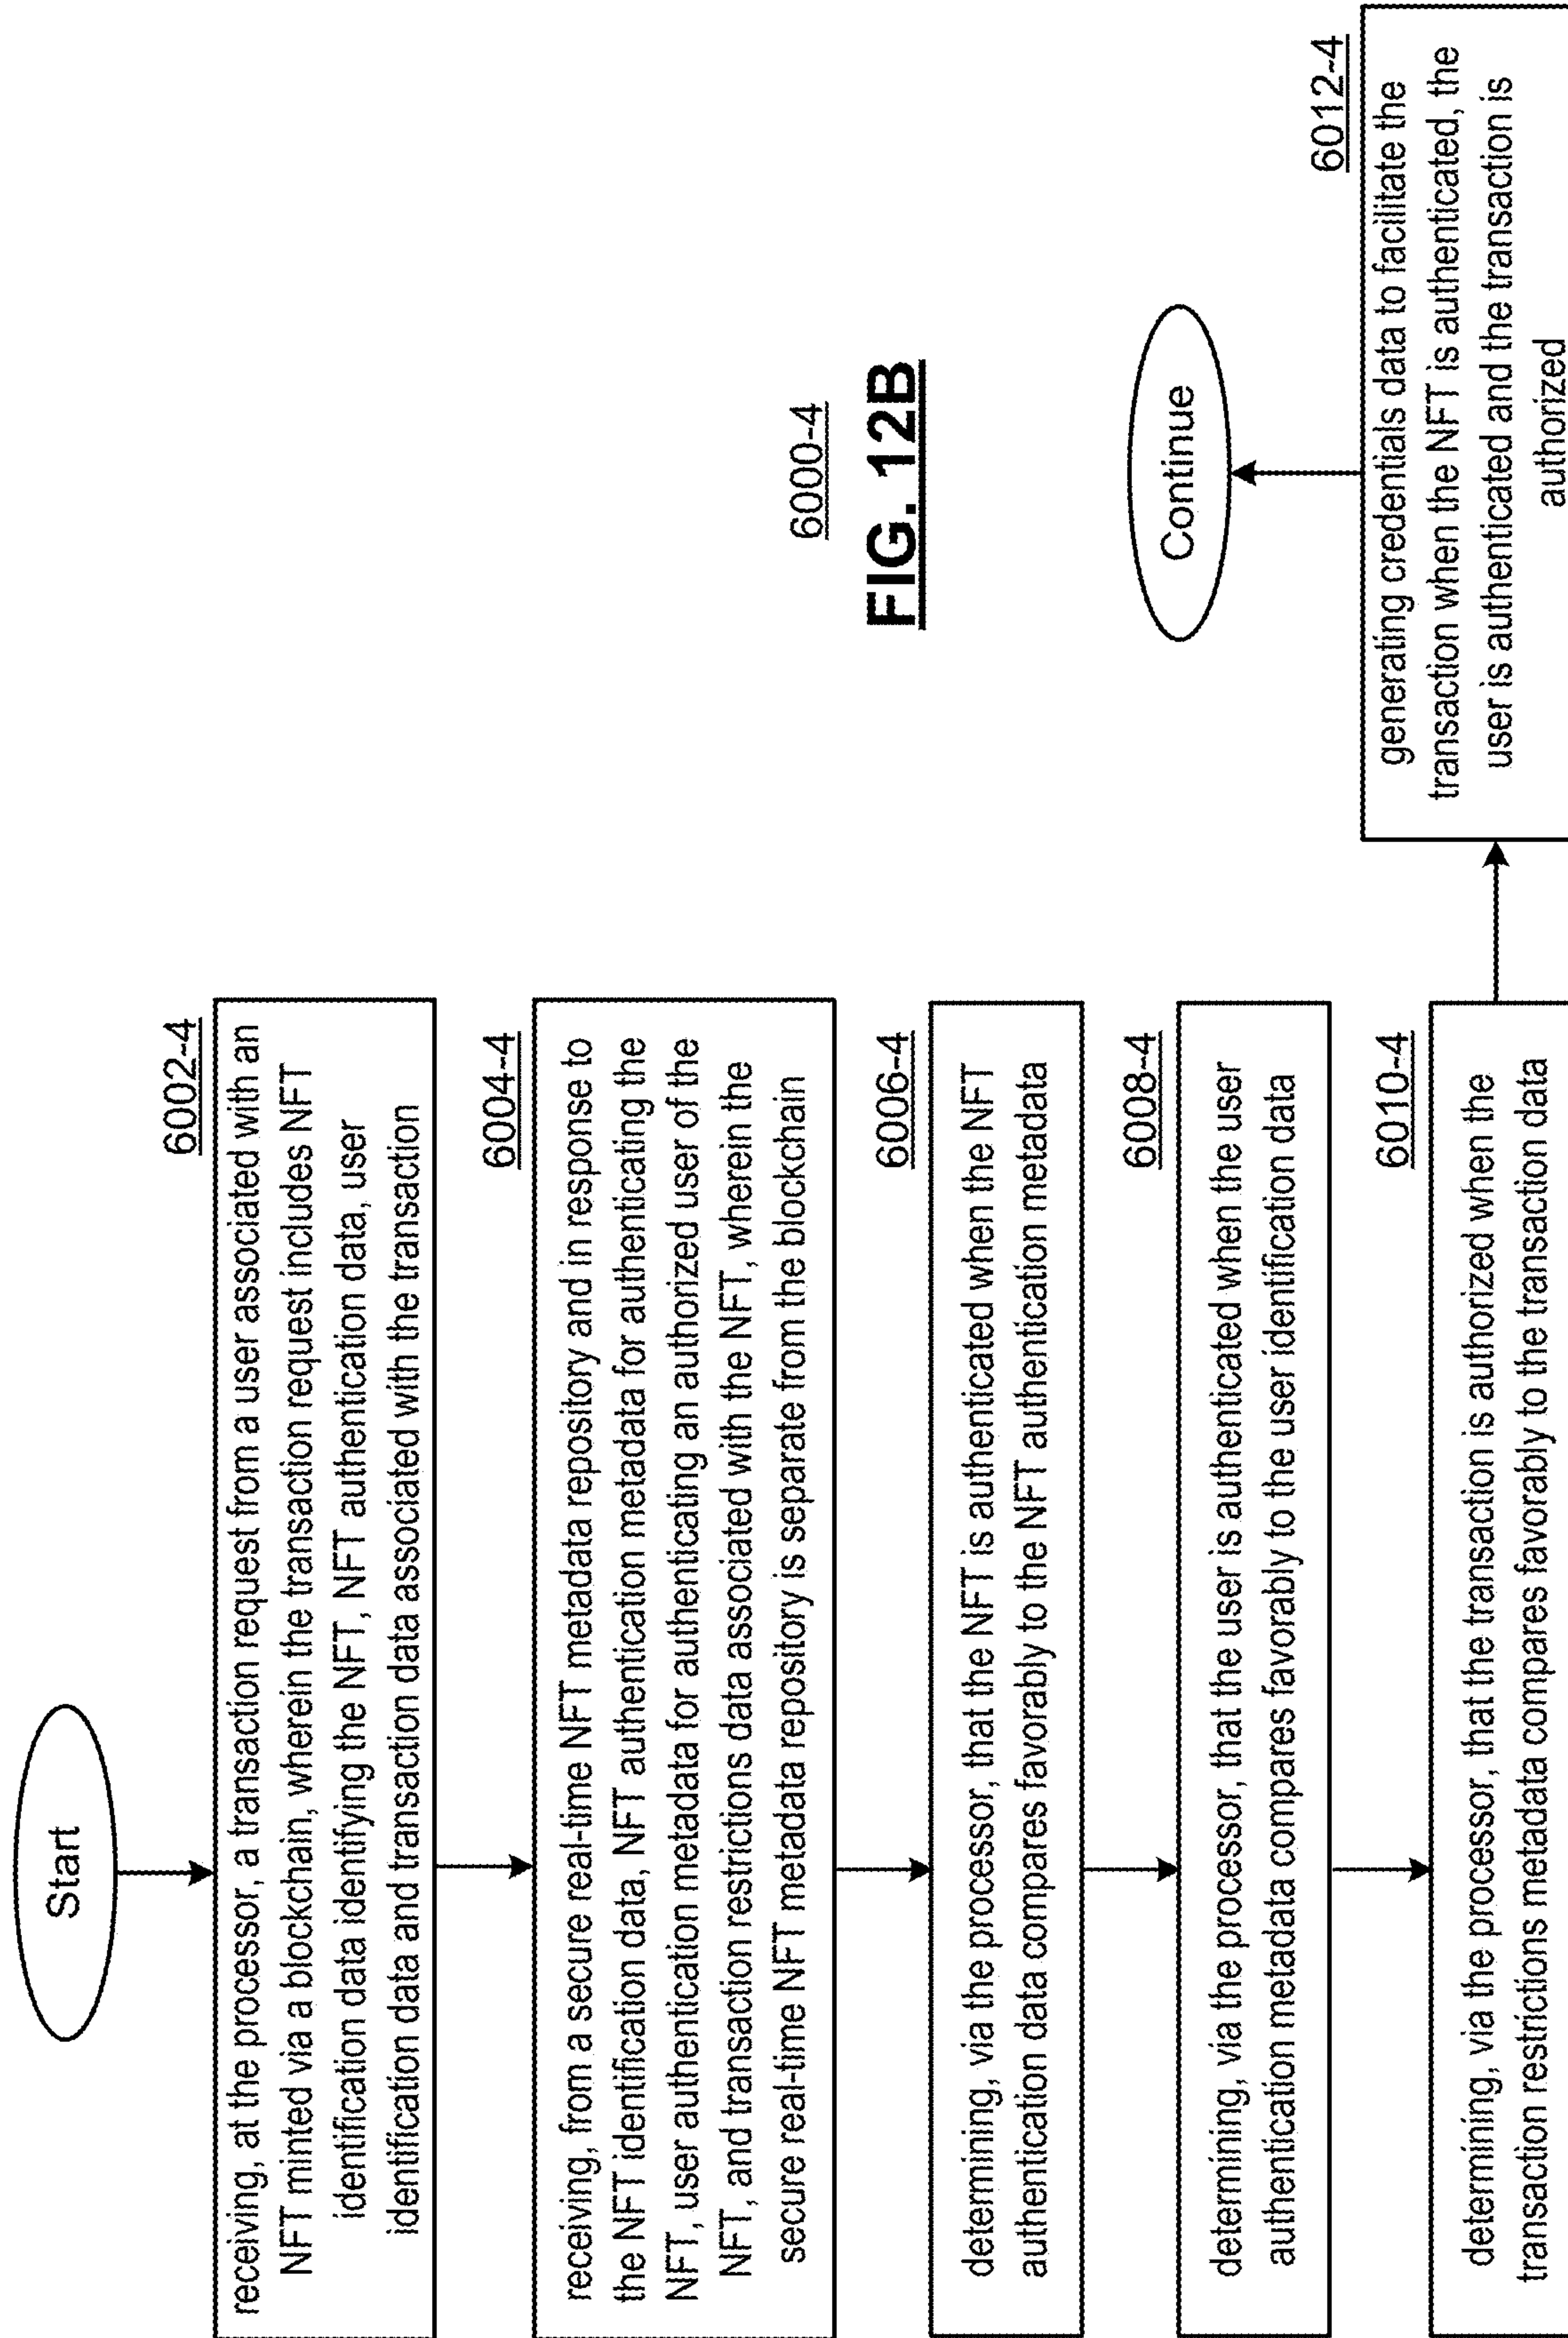 Start
6002-4
receiving, at the processor, a transaction request from a user associated with an
NFT minted via a blockchain, wherein the transaction request includes NFT
identification data identifying the NFT, NFT authentication data, user
identification data and transaction data associated with the transaction
6004-4
receiving, from a secure real-time NFT metadata repository and in response to
the NFT identification data, NFT authentication metadata for authenticating the
NFT, user authentication metadata for authenticating an authorized user of the
NFT, and transaction restrictions data associated with the NFT, wherein the
secure real-time NFT metadata repository is separate from the blockchain
6006-4
determining, via the processor, that the NFT is authenticated when the NFT
authentication data compares favorably to the NFT authentication metadata
6008-4
determining, via the processor, that the user is authenticated when the user
authentication metadata compares favorably to the user identification data
6010-4
determining, via the processor, that the transaction is authorized when the
transaction restrictions metadata compares favorably to the transaction data
6012-4
generating credentials data to facilitate the
transaction when the NFT is authenticated, the
user is authenticated and the transaction is
authorized
Continue
6000-4
FIG. 12B